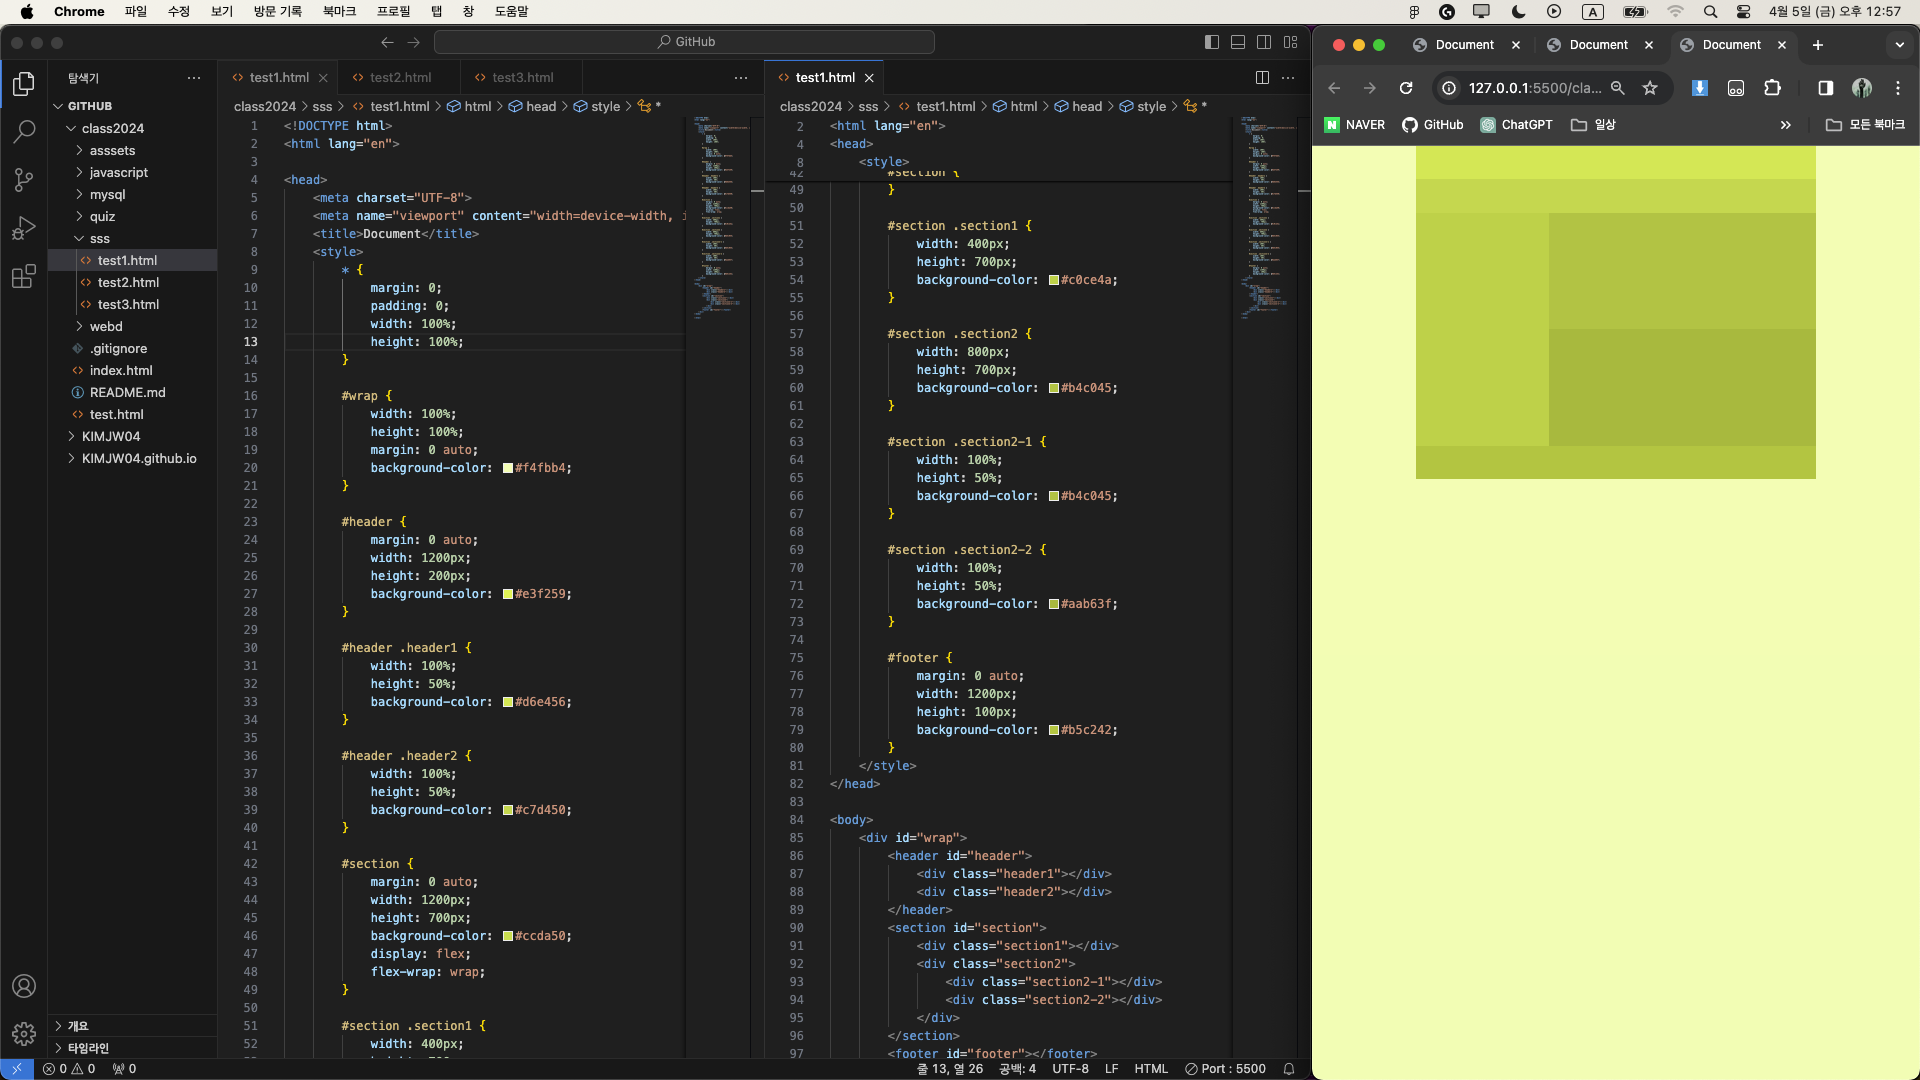 Chrome 파일 수정 보기 방문 기록 북마크 프로필 탭 창 도움말
A 4월 5일 (금) 오후 12:57
GitHub
탐색기
GITHUB
class2024
asssets
javascript
mysql
quiz
sss
test1.html
test2.html
test3.html
webd
.gitignore
index.html
README.md
test.html
KIMJW04
KIMJW04.github.io
개요
타임라인
test1.html test2.html test3.html
class2024 > sss > test1.html > html > head > style > *
1 <!DOCTYPE html>
2 <html lang="en">
3
4 <head>
5 <meta charset="UTF-8">
6 <meta name="viewport" content="width=device-width, i
7 <title>Document</title>
8 <style>
9 * {
10 margin: 0;
11 padding: 0;
12 width: 100%;
13 height: 100%;
14 }
15
16 #wrap {
17 width: 100%;
18 height: 100%;
19 margin: 0 auto;
20 background-color: #f4fbb4;
21 }
22
23 #header {
24 margin: 0 auto;
25 width: 1200px;
26 height: 200px;
27 background-color: #e3f259;
28 }
29
30 #header .header1 {
31 width: 100%;
32 height: 50%;
33 background-color: #d6e456;
34 }
35
36 #header .header2 {
37 width: 100%;
38 height: 50%;
39 background-color: #c7d450;
40 }
41
42 #section {
43 margin: 0 auto;
44 width: 1200px;
45 height: 700px;
46 background-color: #ccda50;
47 display: flex;
48 flex-wrap: wrap;
49 }
50
51 #section .section1 {
52 width: 400px;
test1.html
class2024 > sss > test1.html > html > head > style > *
2 <html lang="en">
4 <head>
8 <style>
42 #section {
49 }
50
51 #section .section1 {
52 width: 400px;
53 height: 700px;
54 background-color: #c0ce4a;
55 }
56
57 #section .section2 {
58 width: 800px;
59 height: 700px;
60 background-color: #b4c045;
61 }
62
63 #section .section2-1 {
64 width: 100%;
65 height: 50%;
66 background-color: #b4c045;
67 }
68
69 #section .section2-2 {
70 width: 100%;
71 height: 50%;
72 background-color: #aab63f;
73 }
74
75 #footer {
76 margin: 0 auto;
77 width: 1200px;
78 height: 100px;
79 background-color: #b5c242;
80 }
81 </style>
82 </head>
83
84 <body>
85 <div id="wrap">
86 <header id="header">
87 <div class="header1"></div>
88 <div class="header2"></div>
89 </header>
90 <section id="section">
91 <div class="section1"></div>
92 <div class="section2">
93 <div class="section2-1"></div>
94 <div class="section2-2"></div>
95 </div>
96 </section>
97 <footer id="footer"></footer>
0 0 0 줄 13, 열 26 공백: 4 UTF-8 LF HTML Port : 5500
Document Document Document
127.0.0.1:5500/cla...
NAVER GitHub ChatGPT 일상 모든 북마크